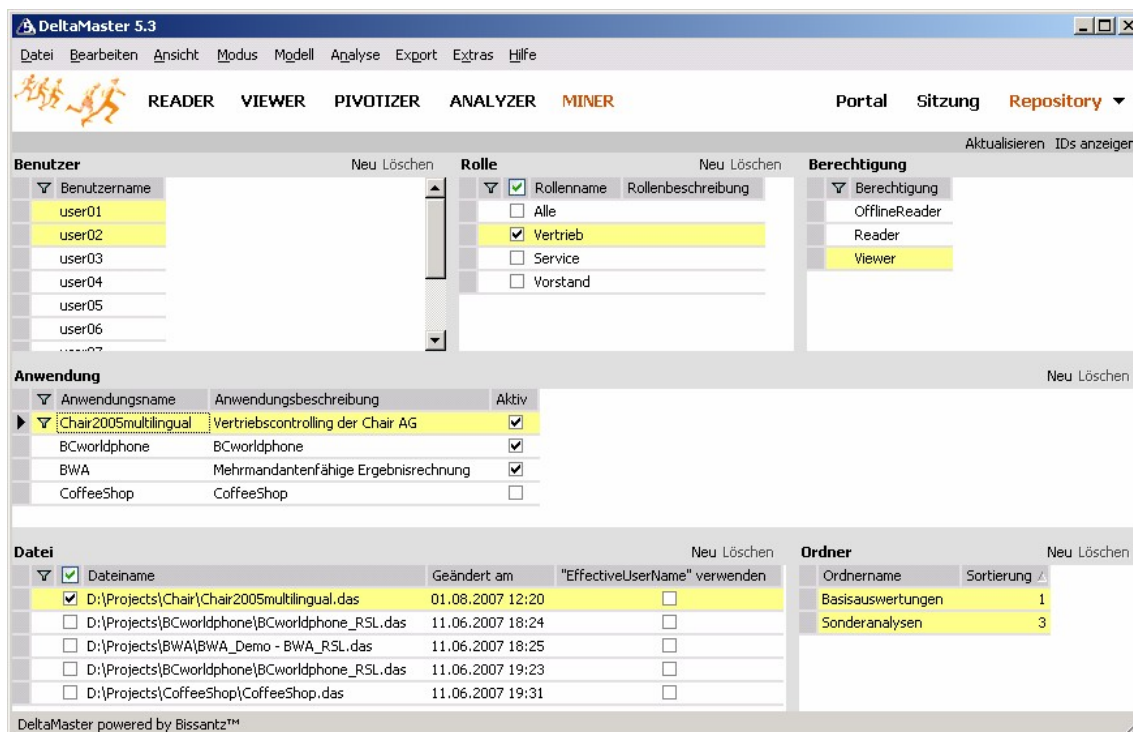 DeltaMaster 5.3
Datei Bearbeiten Ansicht Modus Modell Analyse Export Extras Hilfe
READER VIEWER PIVOTIZER ANALYZER MINER Portal Sitzung Repository
Aktualisieren IDs anzeigen
Benutzer Neu Löschen
Benutzername
user01
user02
user03
user04
user05
user06
Rolle Neu Löschen
Rollenname Rollenbeschreibung
Alle
Vertrieb
Service
Vorstand
Berechtigung
Berechtigung
OfflineReader
Reader
Viewer
Anwendung Neu Löschen
Anwendungsname Anwendungsbeschreibung Aktiv
Chair2005multilingual Vertriebscontrolling der Chair AG
BCworldphone BCworldphone
BWA Mehrmandantenfähige Ergebnisrechnung
CoffeeShop CoffeeShop
Datei Neu Löschen
Dateiname Geändert am "EffectiveUserName" verwenden
D:\Projects\Chair\Chair2005multilingual.das 01.08.2007 12:20
D:\Projects\BCworldphone\BCworldphone_RSL.das 11.06.2007 18:24
D:\Projects\BWA\BWA_Demo - BWA_RSL.das 11.06.2007 18:25
D:\Projects\BCworldphone\BCworldphone_RSL.das 11.06.2007 19:23
D:\Projects\CoffeeShop\CoffeeShop.das 11.06.2007 19:31
Ordner Neu Löschen
Ordnername Sortierung
Basisauswertungen 1
Sonderanalysen 3
DeltaMaster powered by Bissantz™